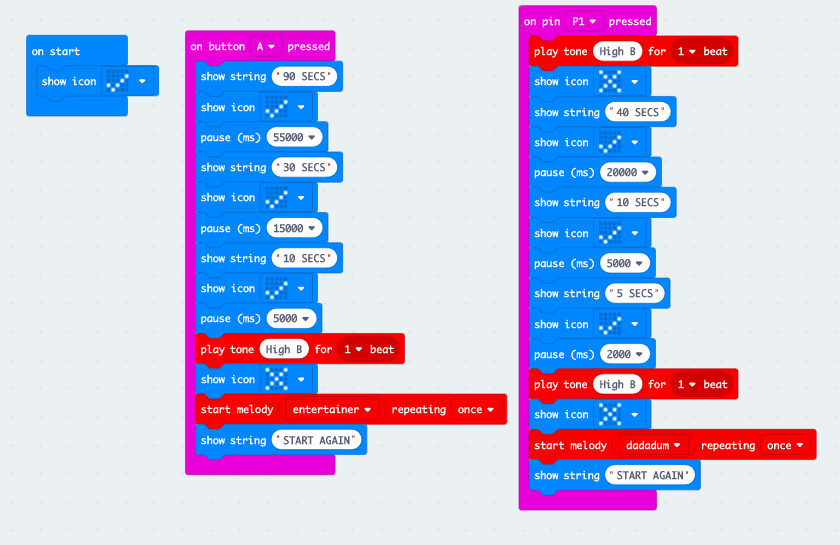 on start
show icon
on button A pressed
show string "90 SECS"
show icon
pause (ms) 55000
show string "30 SECS"
show icon
pause (ms) 15000
show string "10 SECS"
show icon
pause (ms) 5000
play tone High B for 1 beat
show icon
start melody entertainer repeating once
show string "START AGAIN"
on pin P1 pressed
play tone High B for 1 beat
show icon
show string "40 SECS"
show icon
pause (ms) 20000
show string "10 SECS"
show icon
pause (ms) 5000
show string "5 SECS"
show icon
pause (ms) 2000
play tone High B for 1 beat
show icon
start melody dadadum repeating once
show string "START AGAIN"